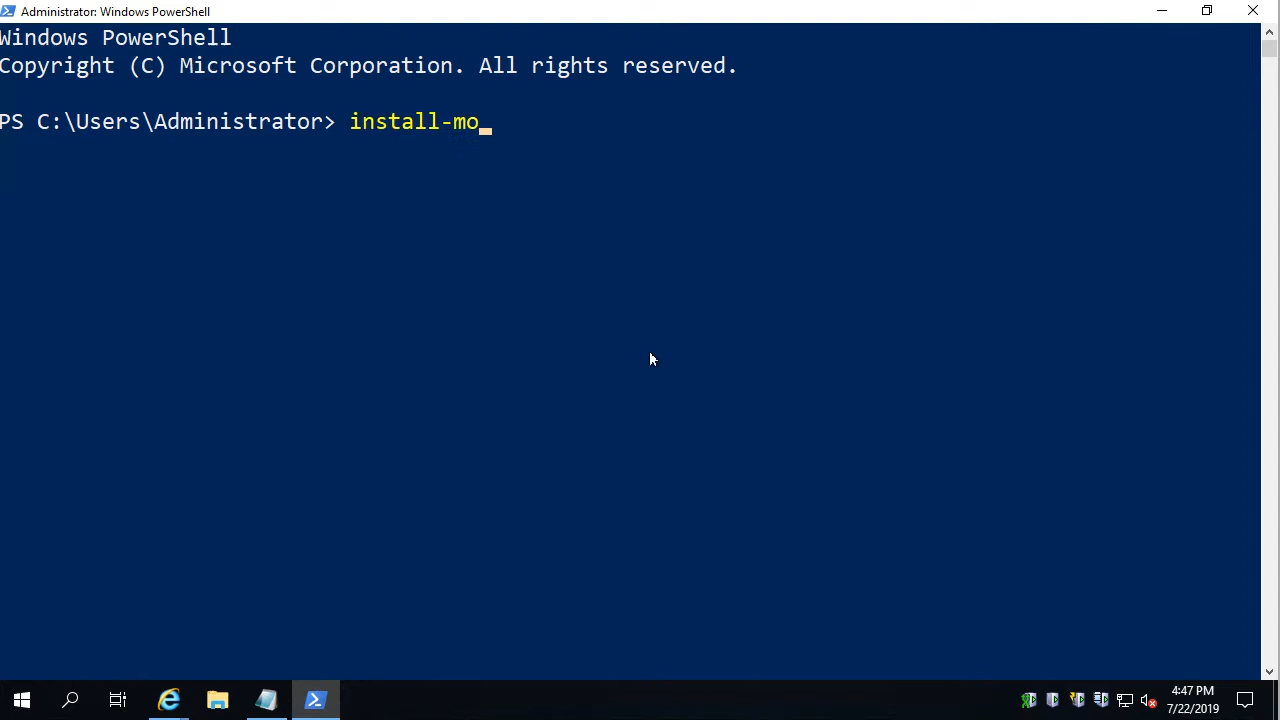 Administrator: Windows PowerShell
Windows PowerShell
Copyright (C) Microsoft Corporation. All rights reserved.
PS C:\Users\Administrator> install-mo
4:47 PM
7/22/2019